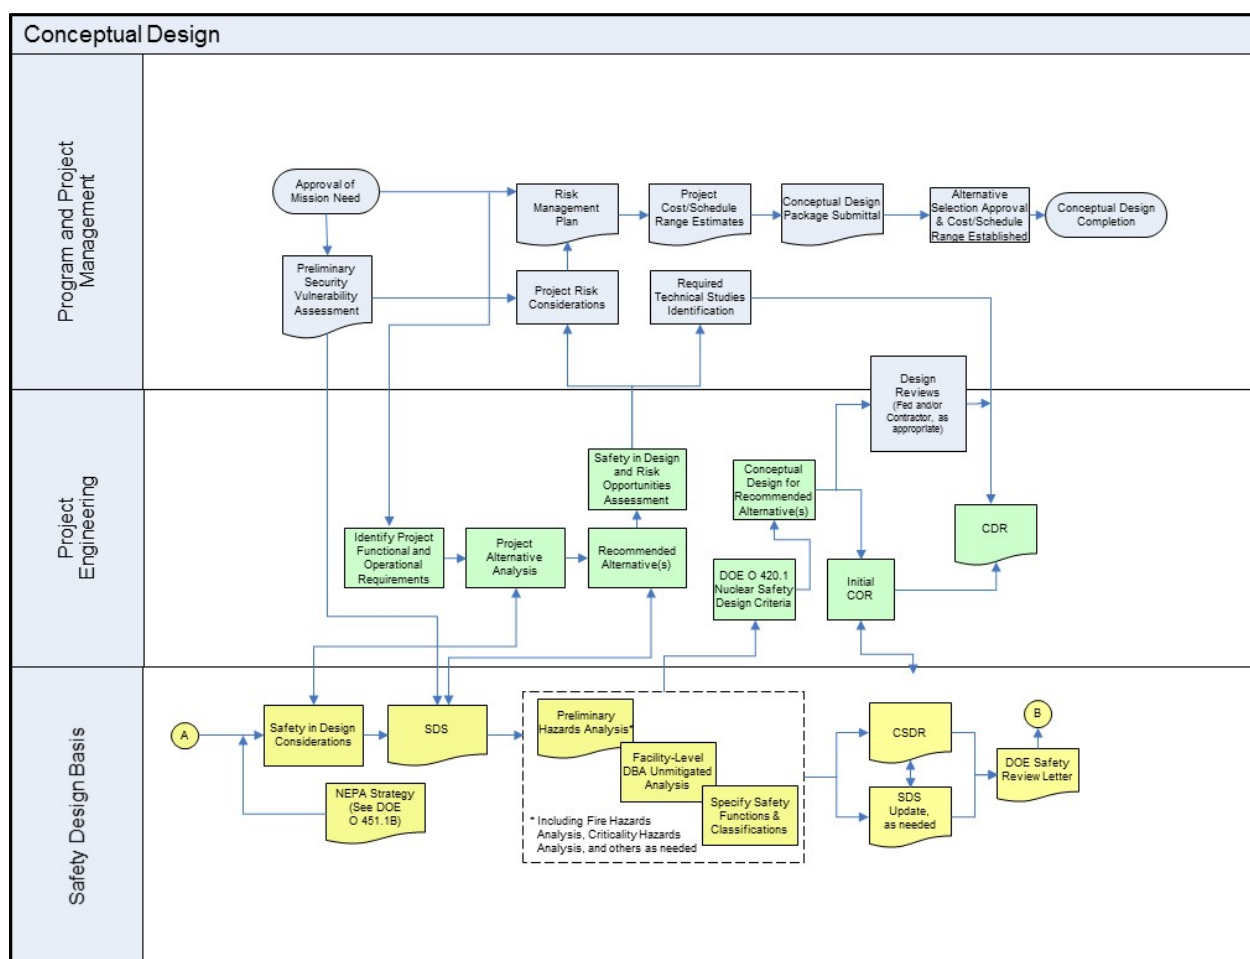 Conceptual Design
Program and Project
Management
Approval of
Mission Need
Risk
Management
Plan
Project
Cost/Schedule
Range Estimates
Conceptual Design
Package Submittal
Alternative
Selection Approval
& Cost/Schedule
Range Established
Conceptual Design
Completion
Preliminary
Security
Vulnerability
Assessment
Project Risk
Considerations
Required
Technical Studies
Identification
Project
Engineering
Design
Reviews
(Fed and/or
Contractor, as
appropriate)
Safety in Design
and Risk
Opportunities
Assessment
Conceptual
Design for
Recommended
Alternative(s)
Identify Project
Functional and
Operational
Requirements
Project
Alternative
Analysis
Recommended
Alternative(s)
DOE O 420.1
Nuclear Safety
Design Criteria
Initial
COR
CDR
Safety Design Basis
A
Safety in Design
Considerations
SDS
NEPA Strategy
(See DOE
O 451.1B)
Preliminary
Hazards Analysis*
Facility-Level
DBA Unmitigated
Analysis
Specify Safety
Functions &
Classifications
* Including Fire Hazards
Analysis, Criticality Hazards
Analysis, and others as needed
CSDR
SDS
Update,
as needed
B
DOE Safety
Review Letter